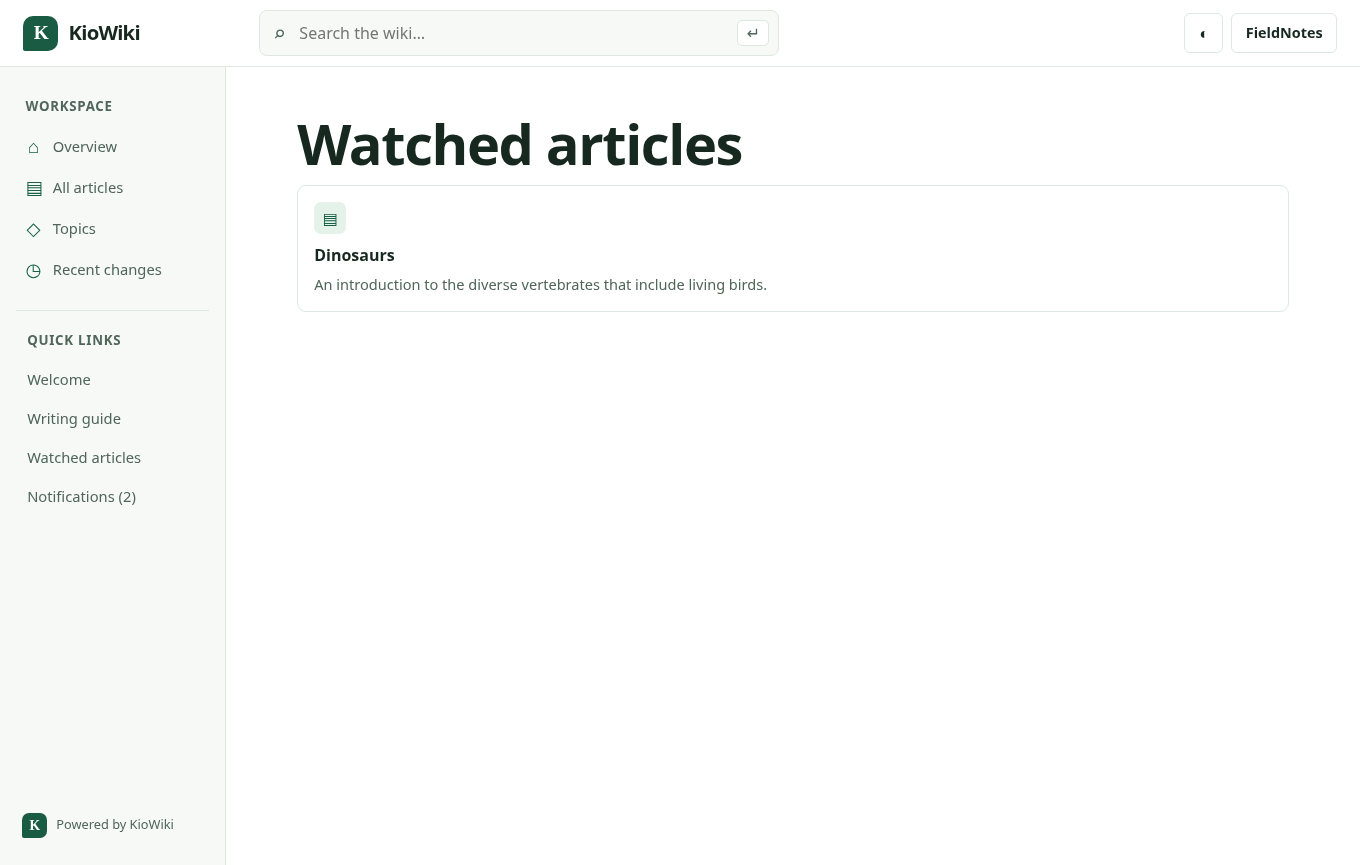 K KioWiki
Search the wiki...
FieldNotes
WORKSPACE
Overview
All articles
Topics
Recent changes
QUICK LINKS
Welcome
Writing guide
Watched articles
Notifications (2)
K Powered by KioWiki
Watched articles
Dinosaurs
An introduction to the diverse vertebrates that include living birds.